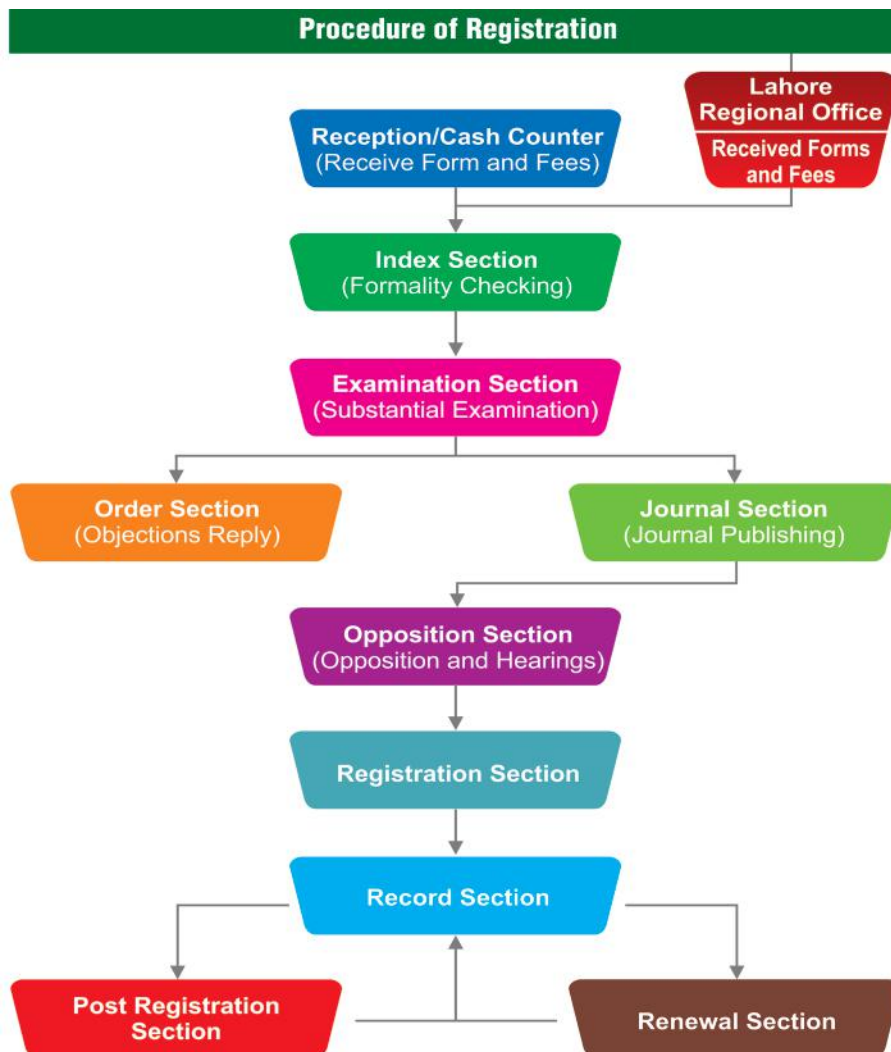 Procedure of Registration
Lahore
Regional Office
Received Forms
and Fees
Reception/Cash Counter
(Receive Form and Fees)
Index Section
(Formality Checking)
Examination Section
(Substantial Examination)
Order Section
(Objections Reply)
Journal Section
(Journal Publishing)
Opposition Section
(Opposition and Hearings)
Registration Section
Record Section
Post Registration
Section
Renewal Section